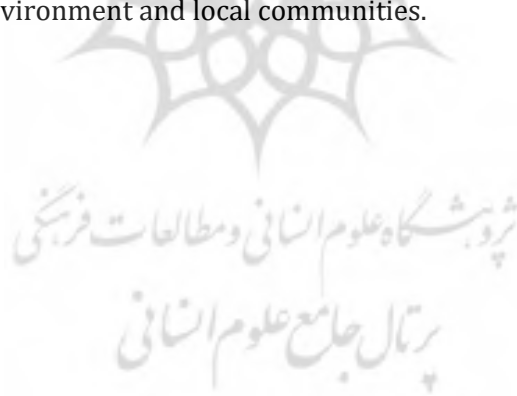 vironment and local communities.
پژوهشگاه علوم انسانی و مطالعات فرهنگی
پرتال جامع علوم انسانی